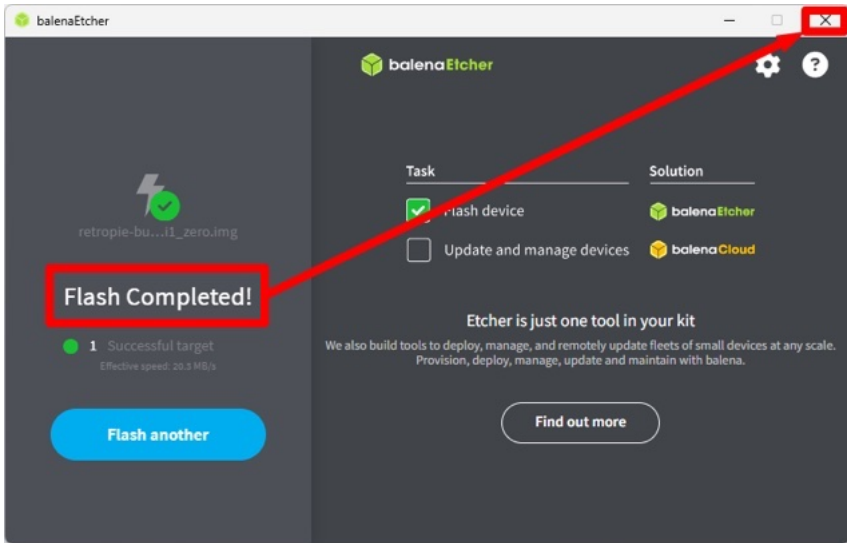 balenaEtcher
balenaEtcher
?
Task Solution
Flash device balenaEtcher
Update and manage devices balenaCloud
retropie-bu...i1_zero.img
Flash Completed!
1 Successful target
Effective speed: 20.3 MB/s
Flash another
Etcher is just one tool in your kit
We also build tools to deploy, manage, and remotely update fleets of small devices at any scale.
Provision, deploy, manage, update and maintain with balena.
Find out more